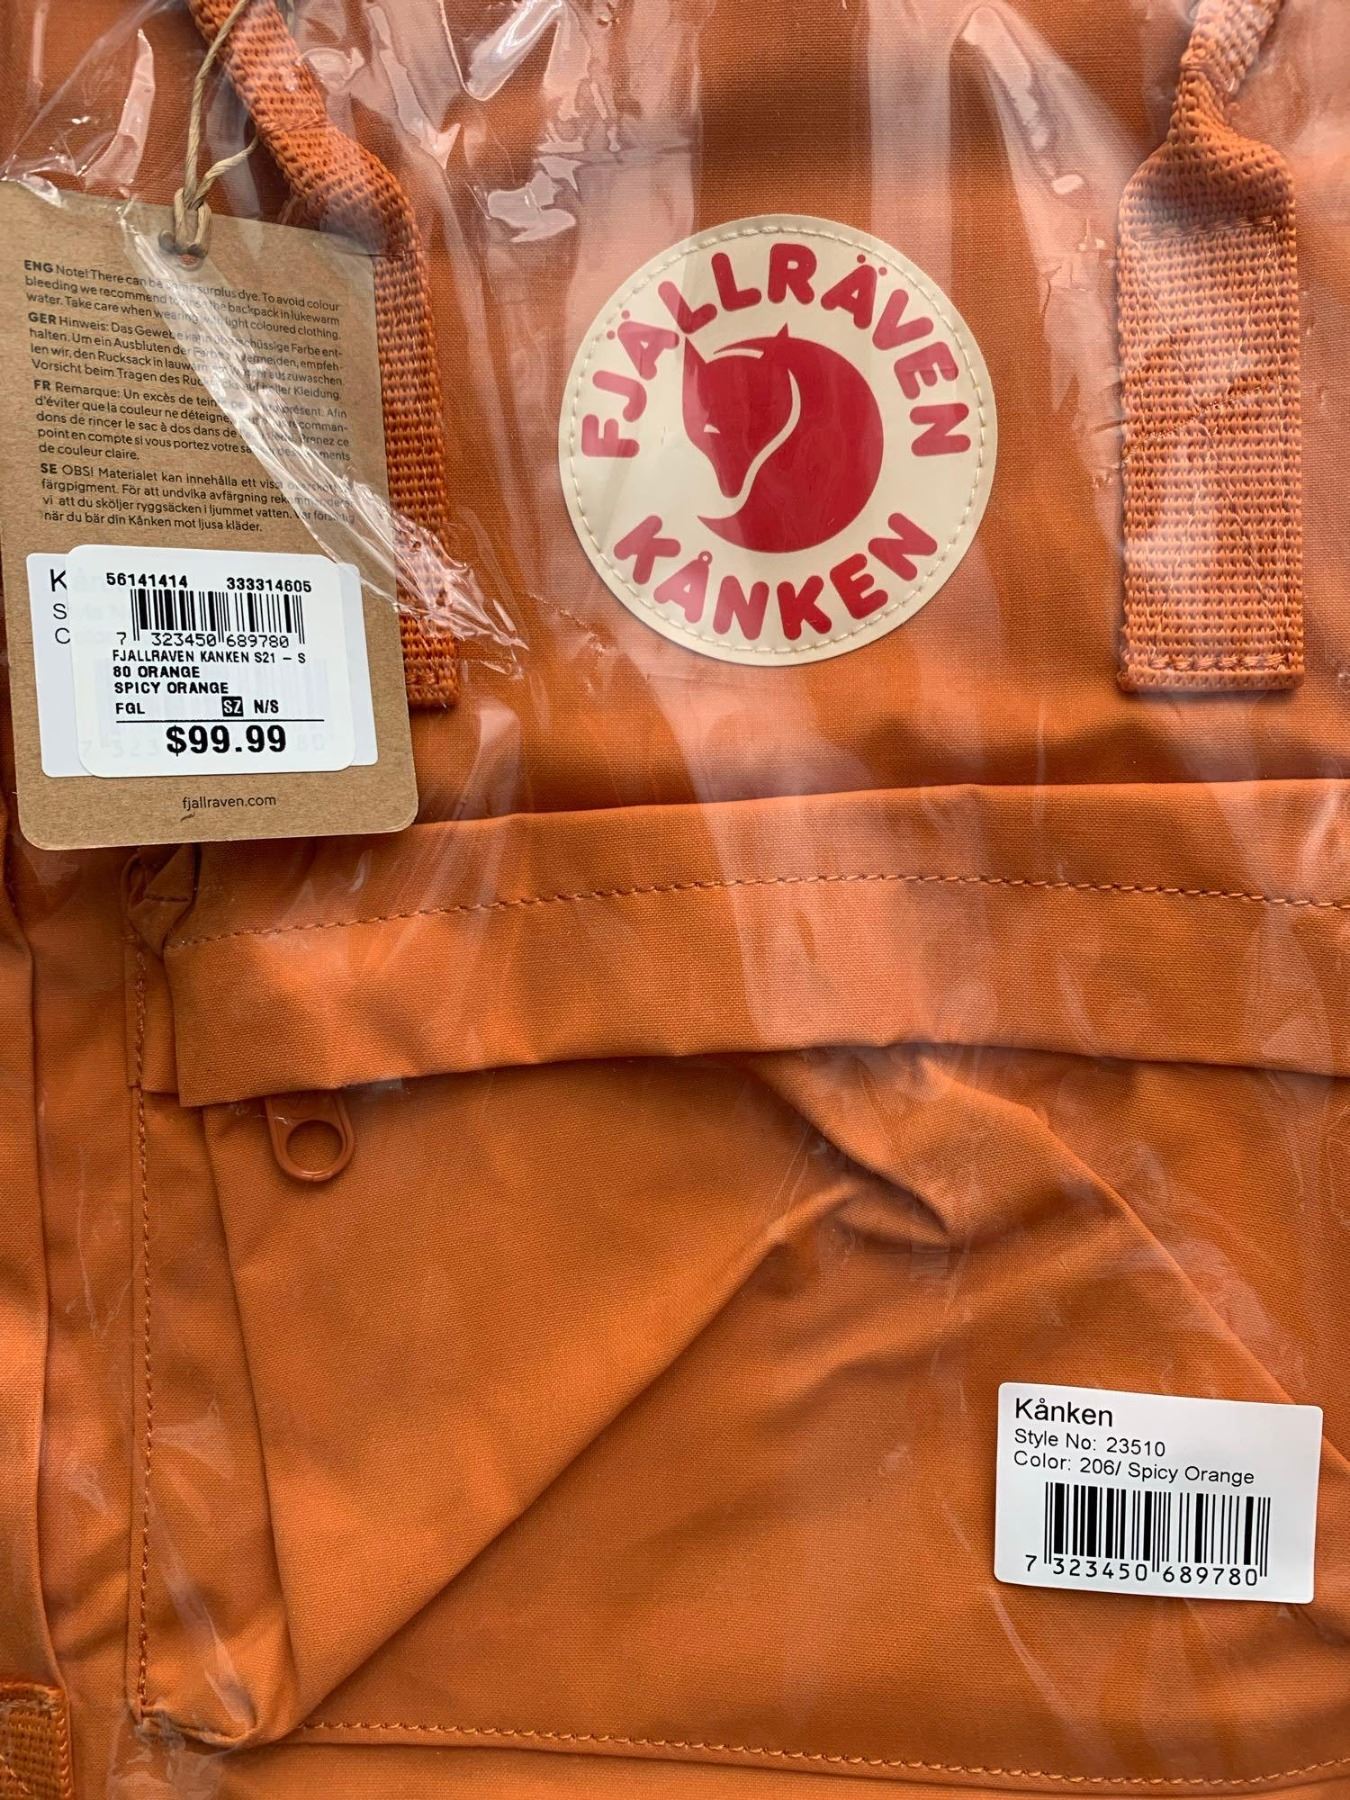 ENG Note! There can be some surplus dye. To avoid colour
bleeding we recommend to rinse the backpack in lukewarm
water. Take care when wearing with light coloured clothing.
GER Hinweis: Das Gewebe kann überschüssige Farbe ent-
halten. Um ein Ausbluten der Farbe zu vermeiden, empfeh-
len wir, den Rucksack in lauwarmem Wasser auszuwaschen.
Vorsicht beim Tragen des Rucksacks auf heller Kleidung.
FR Remarque: Un excès de peut présent. Afin
d'éviter que la couleur ne déteigne, nous recomman-
dons de rincer le sac à dos dans de Prenez ce
point en compte si vous portez votre sac des vêtements
de couleur claire.
SE OBS! Materialet kan innehålla ett visst överskott
färgpigment. För att undvika avfärgning rekommenderar
vi att du sköljer ryggsäcken i ljummet vatten. Var försiktig
när du bär din Kånken mot ljusa kläder.
K
S
C
56141414 333314605
7 323450 689780
FJALLRAVEN KANKEN S21 - S
80 ORANGE
SPICY ORANGE
FGL SZ N/S
$99.99
fjallraven.com
FJÄLLRÄVEN
KÅNKEN
Kånken
Style No: 23510
Color: 206/ Spicy Orange
7 323450 689780